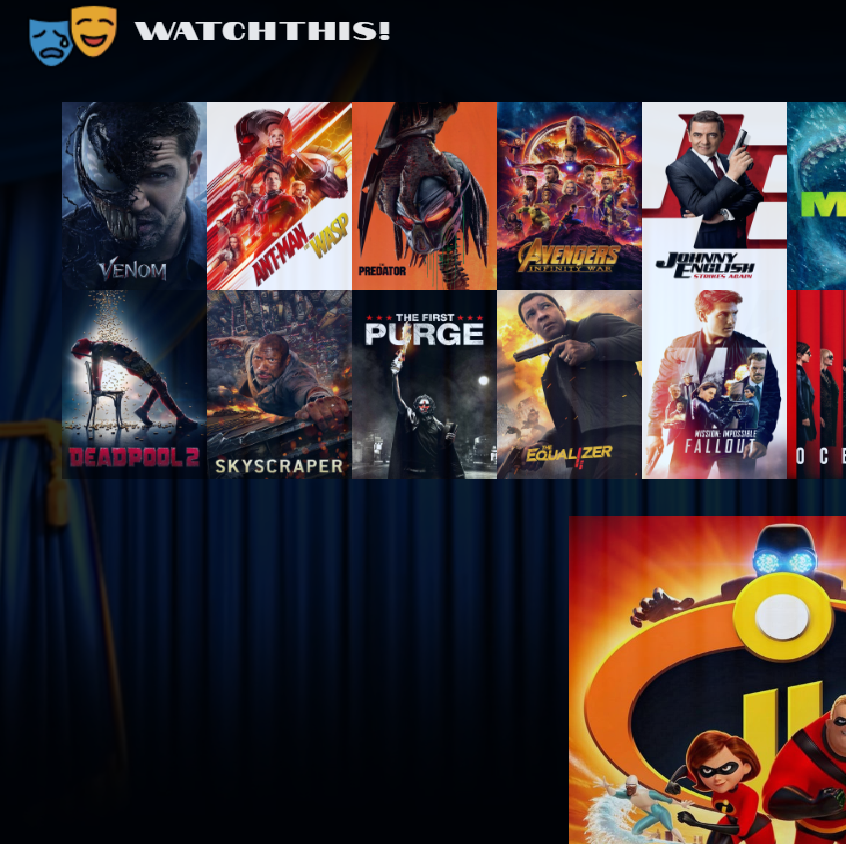 WATCHTHIS!
VENOM
ANT-MAN
WASP
PREDATOR
AVENGERS
INFINITY WAR
JOHNNY
ENGLISH
STRIKES AGAIN
M
DEADPOOL 2
SKYSCRAPER
THE FIRST
PURGE
THE
EQUALIZER
2
MISSION: IMPOSSIBLE
FALLOUT
O C E